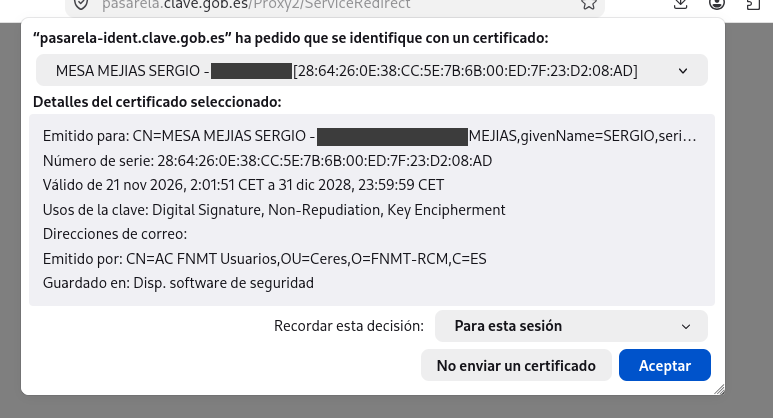 pasarela.clave.gob.es/Proxy2/ServiceRedirect
“pasarela-ident.clave.gob.es” ha pedido que se identifique con un certificado:
MESA MEJIAS SERGIO - [28:64:26:0E:38:CC:5E:7B:6B:00:ED:7F:23:D2:08:AD]
Detalles del certificado seleccionado:
Emitido para: CN=MESA MEJIAS SERGIO - MEJIAS,givenName=SERGIO,seri…
Número de serie: 28:64:26:0E:38:CC:5E:7B:6B:00:ED:7F:23:D2:08:AD
Válido de 21 nov 2026, 2:01:51 CET a 31 dic 2028, 23:59:59 CET
Usos de la clave: Digital Signature, Non-Repudiation, Key Encipherment
Direcciones de correo:
Emitido por: CN=AC FNMT Usuarios,OU=Ceres,O=FNMT-RCM,C=ES
Guardado en: Disp. software de seguridad
Recordar esta decisión: Para esta sesión
No enviar un certificado Aceptar